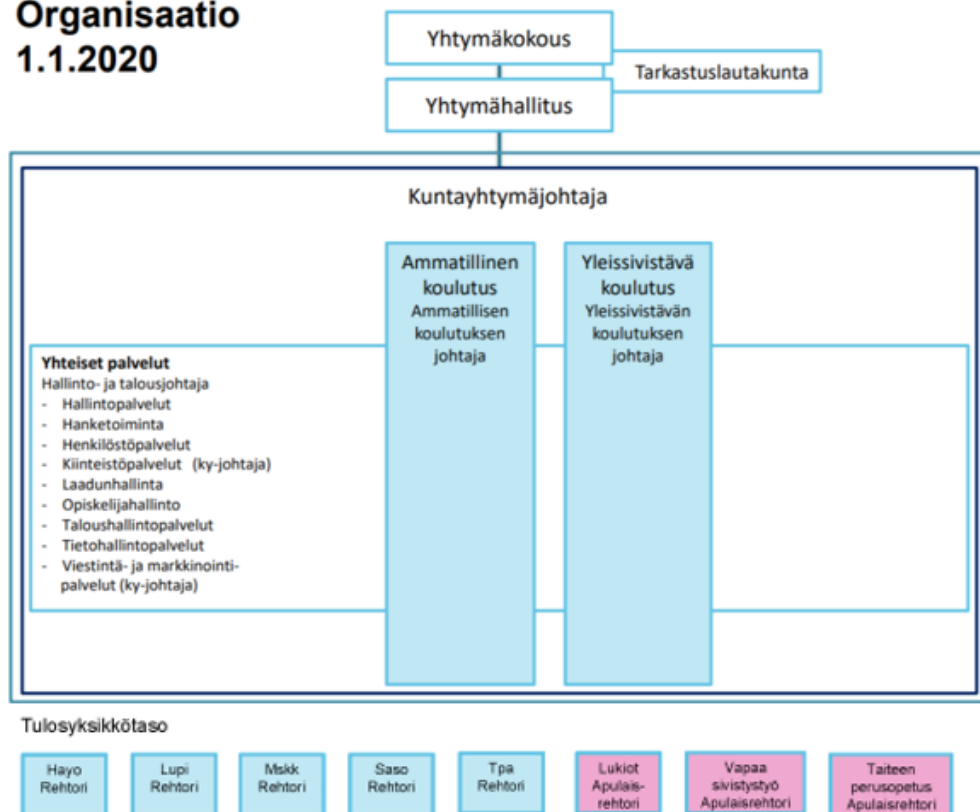 Organisaatio
1.1.2020
Yhtymäkokous
Tarkastuslautakunta
Yhtymähallitus
Kuntayhtymäjohtaja
Ammatillinen
koulutus
Ammatillisen
koulutuksen
johtaja
Yleissivistävä
koulutus
Yleissivistävän
koulutuksen
johtaja
Yhteiset palvelut
Hallinto- ja talousjohtaja
- Hallintopalvelut
- Hanketoiminta
- Henkilöstöpalvelut
- Kiinteistöpalvelut (ky-johtaja)
- Laadunhallinta
- Opiskelijahallinto
- Taloushallintopalvelut
- Tietohallintopalvelut
- Viestintä- ja markkinointi-
palvelut (ky-johtaja)
Tulosyksikkötaso
Hayo
Rehtori
Lupi
Rehtori
Mskk
Rehtori
Saso
Rehtori
Tpa
Rehtori
Lukiot
Apulais-
rehtori
Vapaa
sivistystyö
Apulaisrehtori
Taiteen
perusopetus
Apulaisrehtori